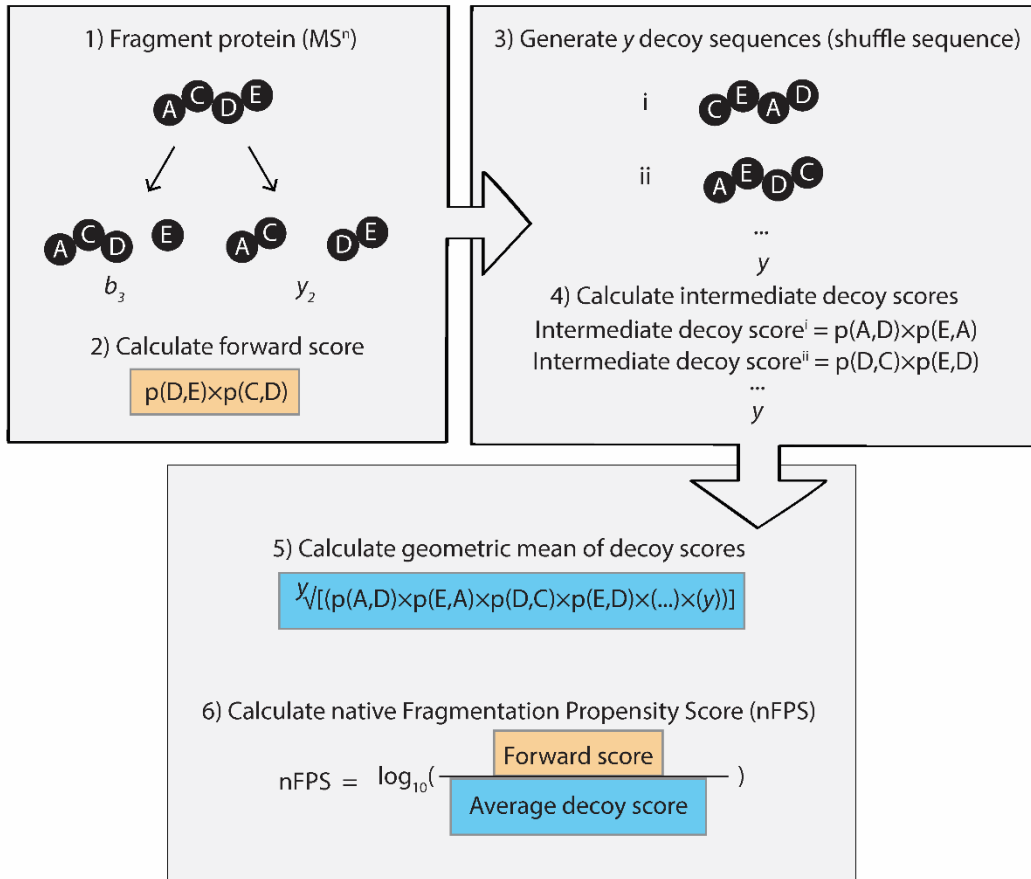 1) Fragment protein (MSⁿ)
A C D E
A C D E A C D E
b₃ y₂
2) Calculate forward score
p(D,E)×p(C,D)
3) Generate y decoy sequences (shuffle sequence)
i C E A D
ii A E D C
...
y
4) Calculate intermediate decoy scores
Intermediate decoy scoreⁱ = p(A,D)×p(E,A)
Intermediate decoy scoreⁱⁱ = p(D,C)×p(E,D)
...
y
5) Calculate geometric mean of decoy scores
ʸ√[(p(A,D)×p(E,A)×p(D,C)×p(E,D)×(...)×(y))]
6) Calculate native Fragmentation Propensity Score (nFPS)
Forward score
nFPS = log₁₀( )
Average decoy score